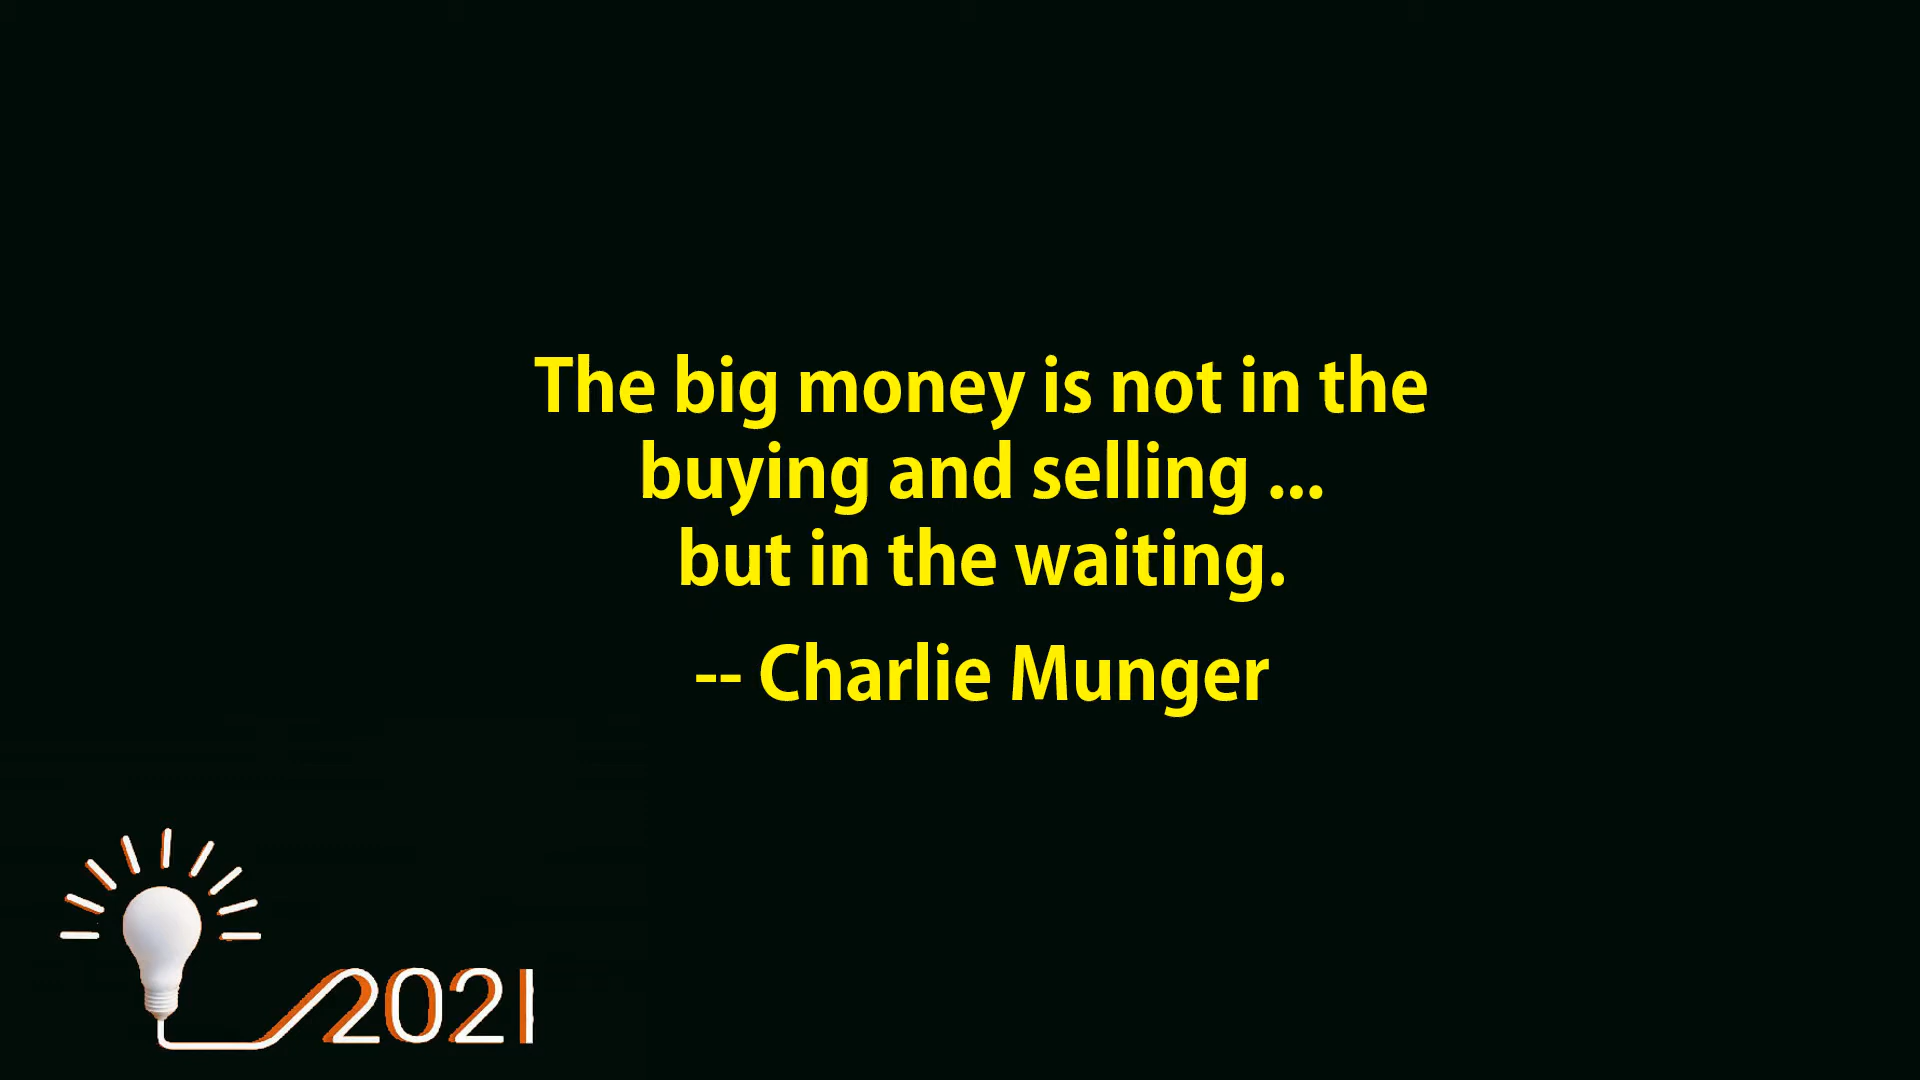 The big money is not in the
buying and selling ...
but in the waiting.
-- Charlie Munger
2021